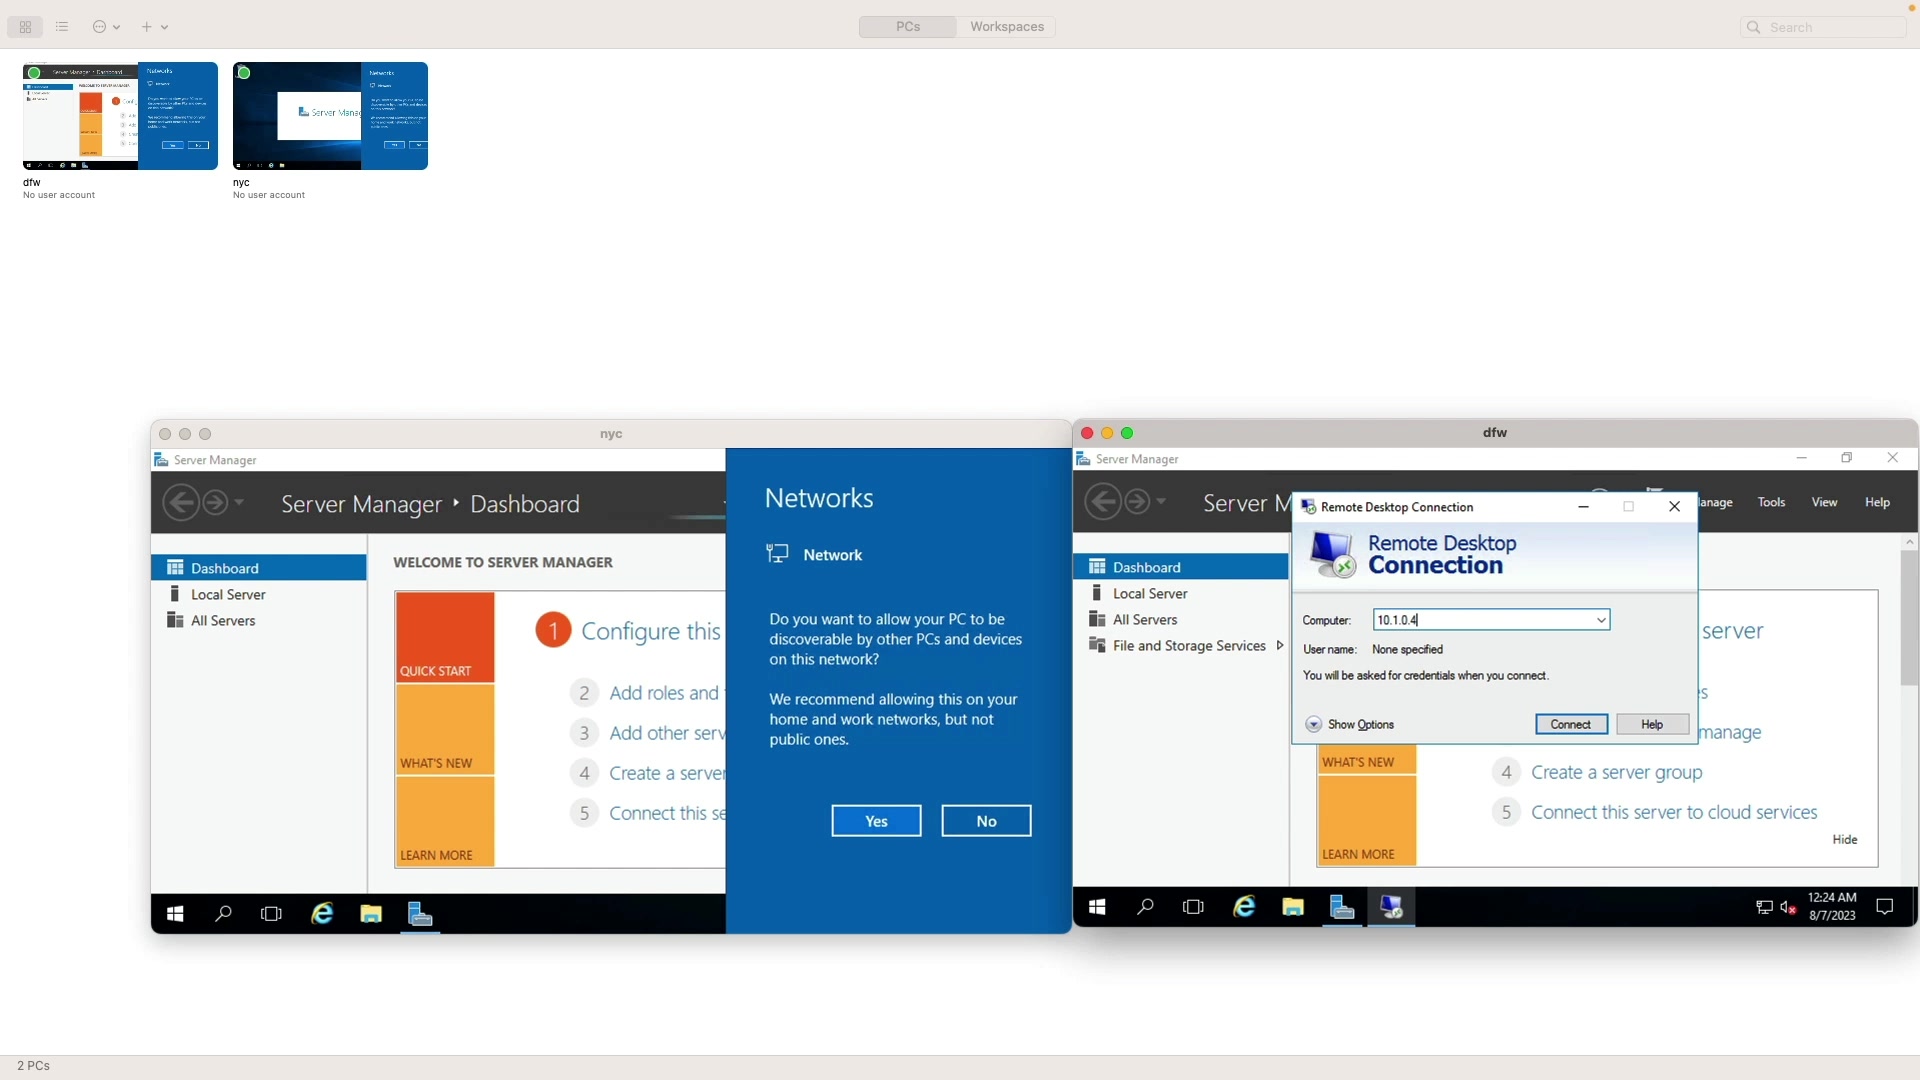 PCs
Workspaces
Search
dfw
No user account
nyc
No user account
nyc
Server Manager
Server Manager ‣ Dashboard
Dashboard
Local Server
All Servers
WELCOME TO SERVER MANAGER
QUICK START
WHAT'S NEW
LEARN MORE
1 Configure this
2 Add roles and
3 Add other serv
4 Create a server
5 Connect this se
Networks
Network
Do you want to allow your PC to be
discoverable by other PCs and devices
on this network?
We recommend allowing this on your
home and work networks, but not
public ones.
Yes
No
dfw
Server Manager
Server M
anage
Tools
View
Help
Dashboard
Local Server
All Servers
File and Storage Services
Remote Desktop Connection
Remote Desktop
Connection
Computer: 10.1.0.4
User name: None specified
You will be asked for credentials when you connect.
Show Options
Connect
Help
server
es
manage
WHAT'S NEW
LEARN MORE
4 Create a server group
5 Connect this server to cloud services
Hide
12:24 AM
8/7/2023
2 PCs